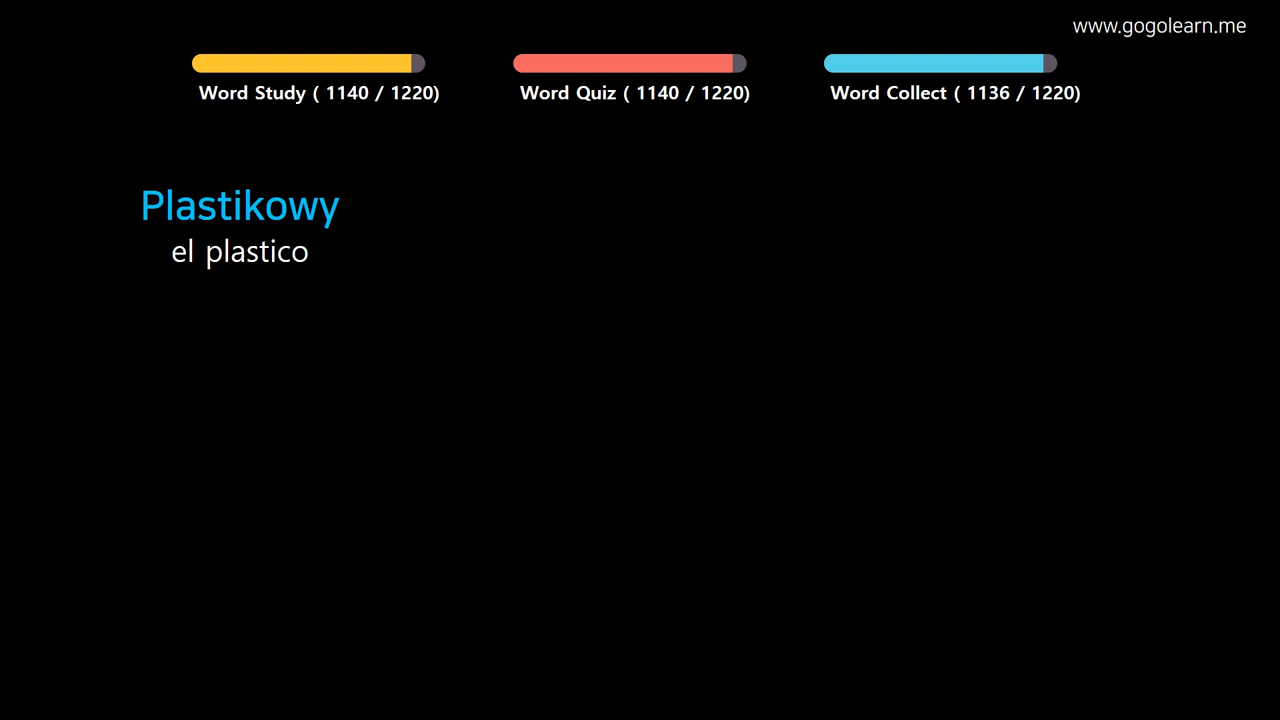 www.gogolearn.me
Word Study ( 1140 / 1220)
Word Quiz ( 1140 / 1220)
Word Collect ( 1136 / 1220)
Plastikowy
el plastico